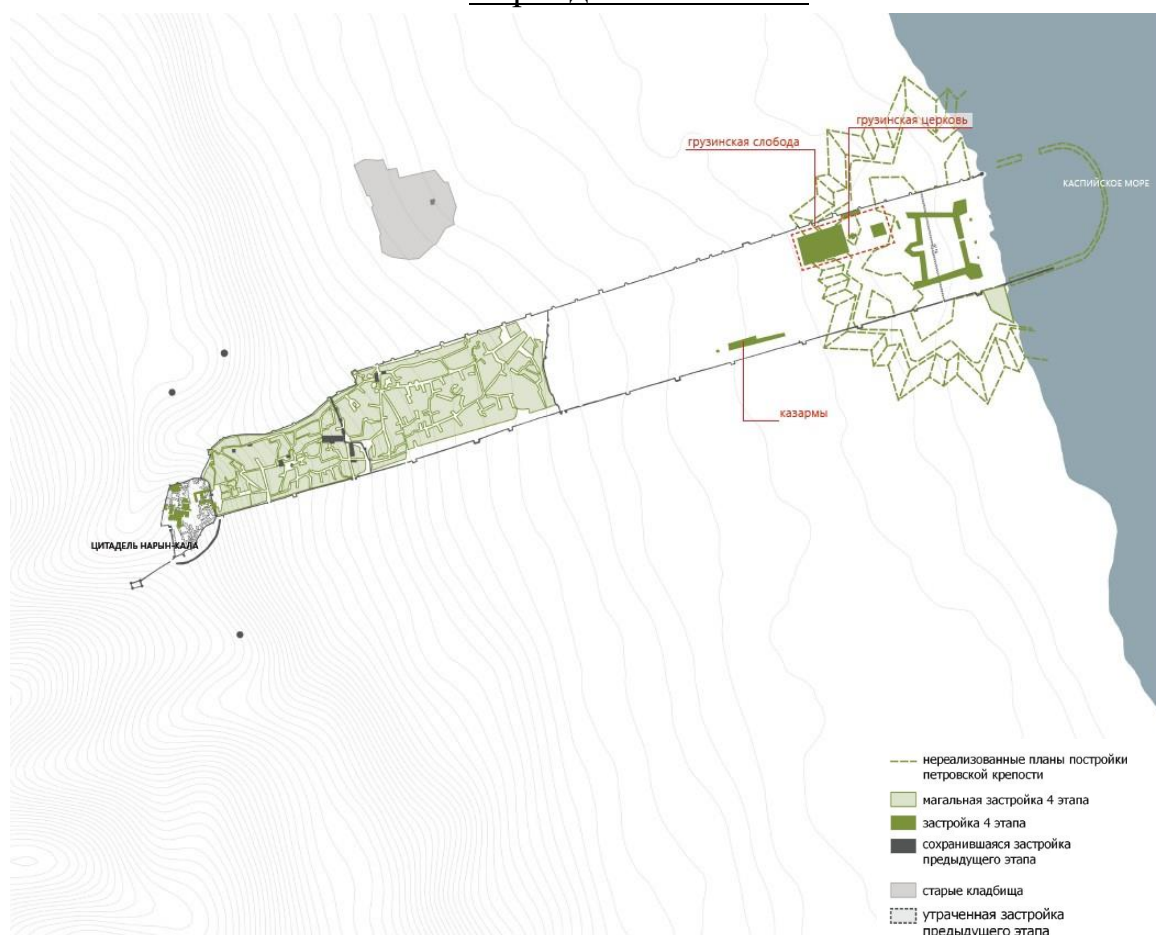 грузинская церковь
грузинская слобода
КАСПИЙСКОЕ МОРЕ
казармы
ЦИТАДЕЛЬ НАРЫН-КАЛА
нереализованные планы постройки
петровской крепости
магальная застройка 4 этапа
застройка 4 этапа
сохранившаяся застройка
предыдущего этапа
старые кладбища
утраченная застройка
предыдущего этапа